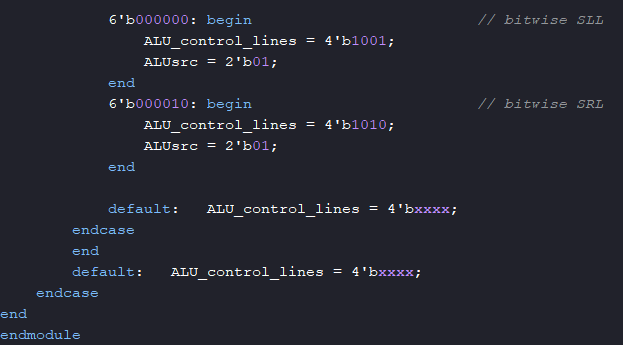 6'b000000: begin // bitwise SLL
ALU_control_lines = 4'b1001;
ALUsrc = 2'b01;
end
6'b000010: begin // bitwise SRL
ALU_control_lines = 4'b1010;
ALUsrc = 2'b01;
end
default: ALU_control_lines = 4'bxxxx;
endcase
end
default: ALU_control_lines = 4'bxxxx;
endcase
end
endmodule